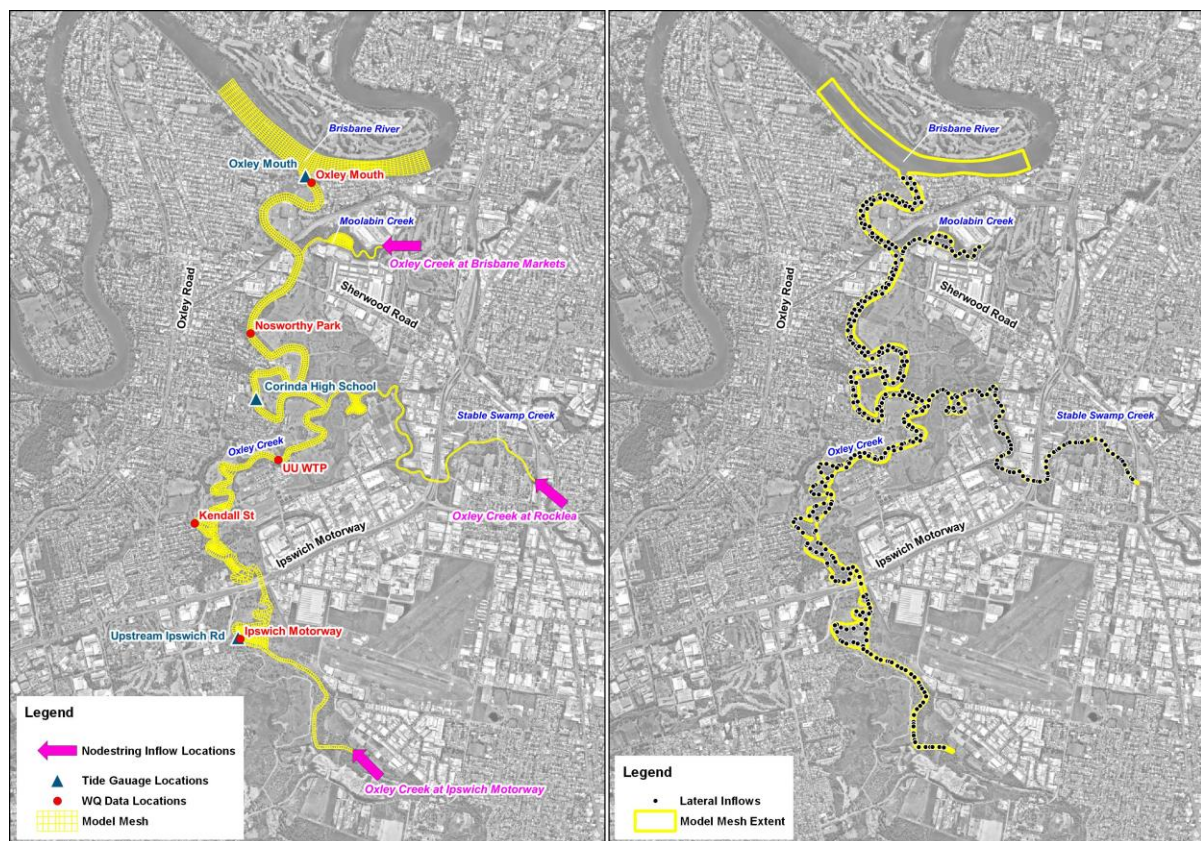 Brisbane River
Oxley Mouth
Oxley Mouth
Moolabin Creek
Oxley Creek at Brisbane Markets
Oxley Road
Sherwood Road
Nosworthy Park
Corinda High School
Stable Swamp Creek
Oxley Creek
UU WTP
Oxley Creek at Rocklea
Kendall St
Ipswich Motorway
Upstream Ipswich Rd
Ipswich Motorway
Oxley Creek at Ipswich Motorway
Legend
Nodestring Inflow Locations
Tide Gauage Locations
WQ Data Locations
Model Mesh
Brisbane River
Moolabin Creek
Oxley Road
Sherwood Road
Stable Swamp Creek
Oxley Creek
Ipswich Motorway
Legend
Lateral Inflows
Model Mesh Extent